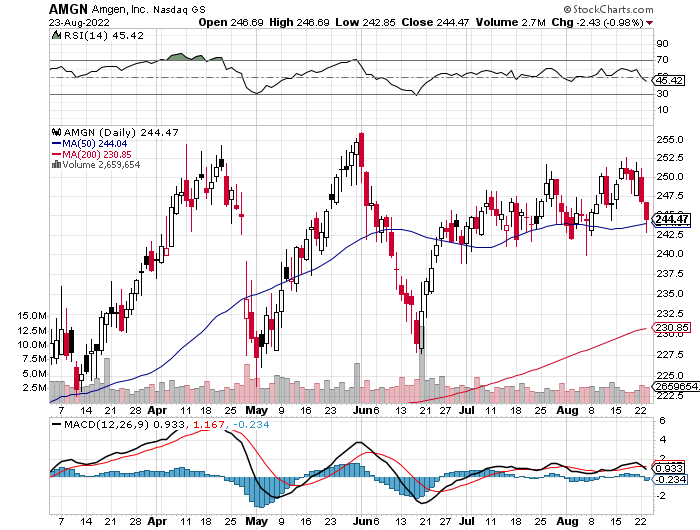 AMGN Amgen, Inc. Nasdaq GS © StockCharts.com
23-Aug-2022 Open 246.69 High 246.69 Low 242.85 Close 244.47 Volume 2.7M Chg -2.43 (-0.98%)
RSI(14) 45.42
90
70
50
45.42
30
10
AMGN (Daily) 244.47
MA(50) 244.04
MA(200) 230.85
Volume 2,659,654
255.0
252.5
250.0
247.5
244.47
242.5
240.0
237.5
235.0
232.5
230.85
227.5
225.0
2659654
222.5
15.0M
12.5M
10.0M
7.5M
5.0M
2.5M
7 14 21 28 Apr 11 18 25 May 9 16 23 Jun 6 13 21 27 Jul 11 18 25 Aug 8 15 22
MACD(12,26,9) 0.933, 1.167, -0.234
6
4
2
0.933
-0.234
-2
7 14 21 28 Apr 11 18 25 May 9 16 23 Jun 6 13 21 27 Jul 11 18 25 Aug 8 15 22